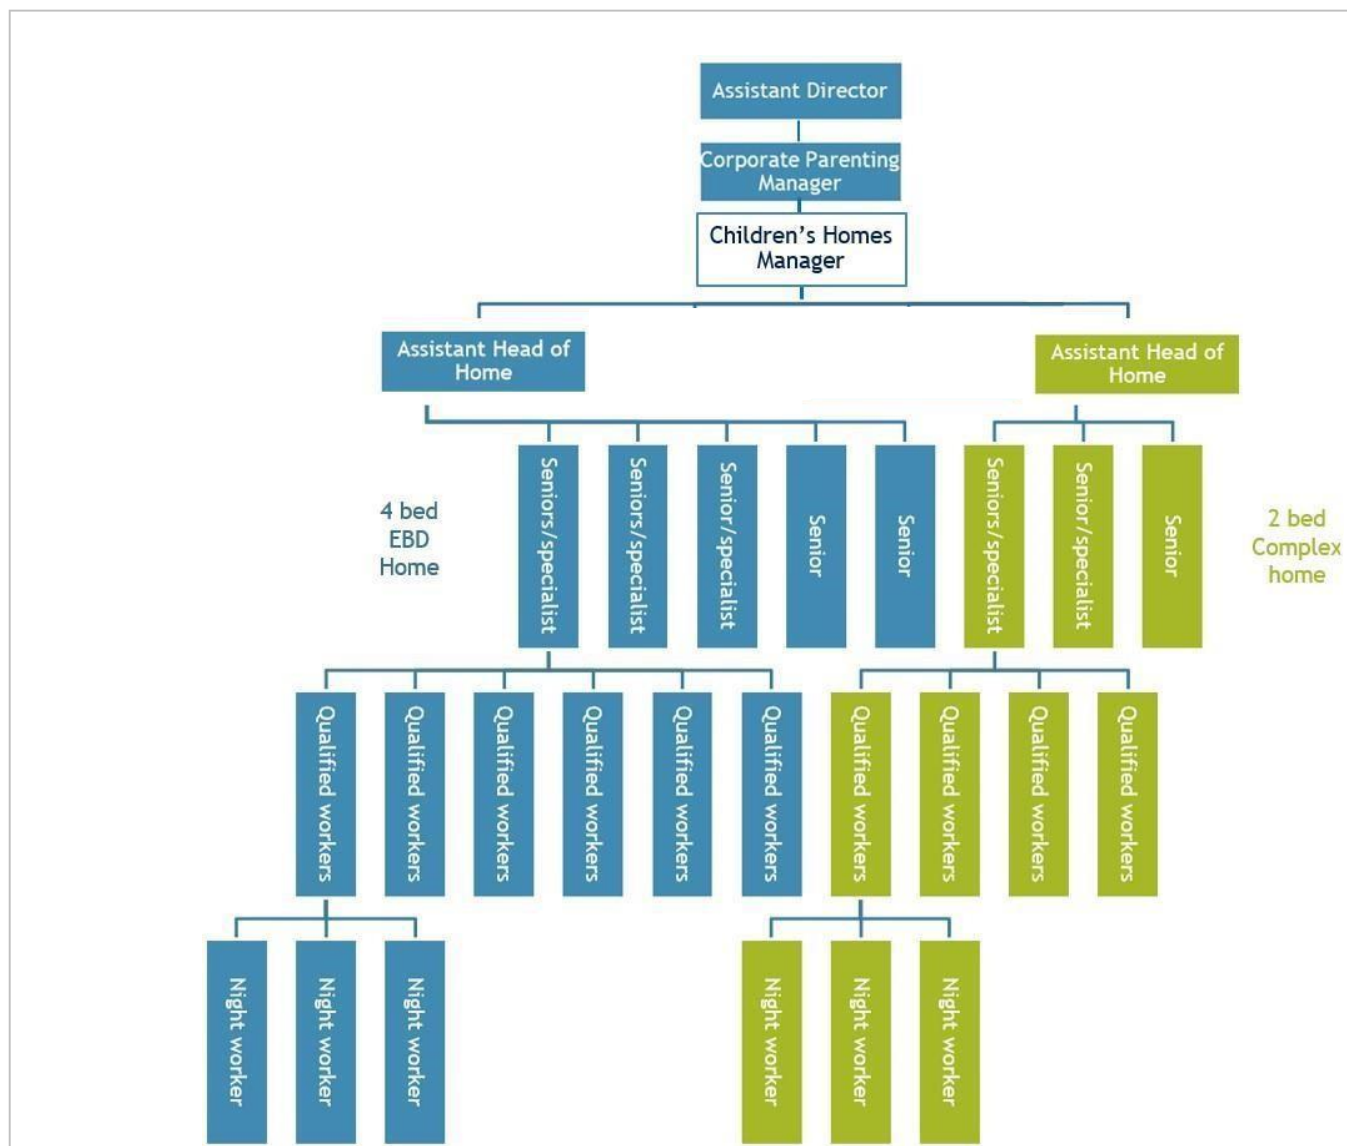 Assistant Director
Corporate Parenting
Manager
Children’s Homes
Manager
Assistant Head of
Home
Assistant Head of
Home
4 bed
EBD
Home
Seniors/specialist
Seniors/specialist
Senior/specialist
Senior
Senior
Seniors/specialist
Senior/specialist
Senior
2 bed
Complex
home
Qualified workers
Qualified workers
Qualified workers
Qualified workers
Qualified workers
Qualified workers
Qualified workers
Qualified workers
Qualified workers
Qualified workers
Night worker
Night worker
Night worker
Night worker
Night worker
Night worker